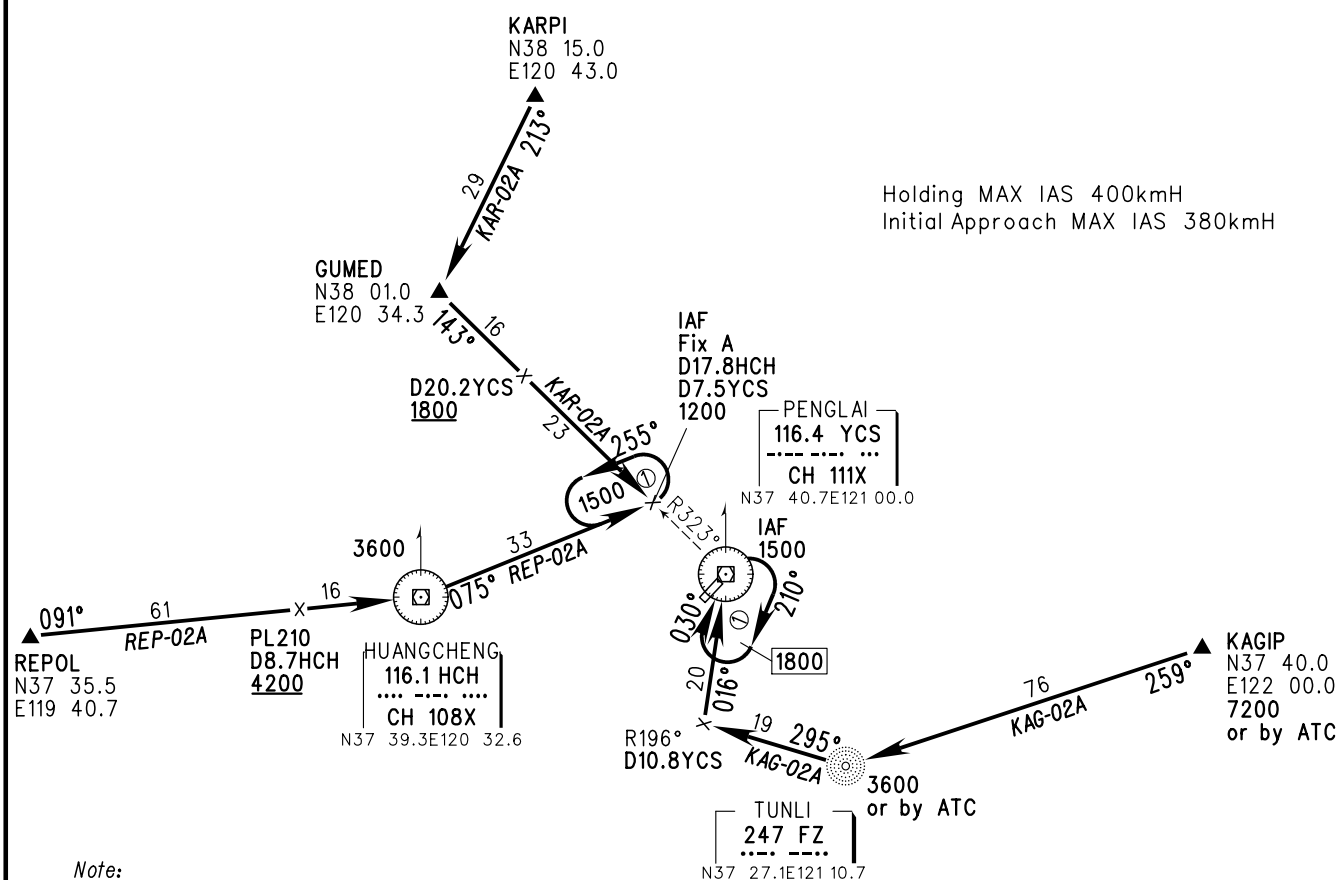 KARPI
N38 15.0
E120 43.0
213°
29
KAR-02A
Holding MAX IAS 400kmH
Initial Approach MAX IAS 380kmH
GUMED
N38 01.0
E120 34.3
143°
16
D20.2YCS
1800
KAR-02A
23
IAF
Fix A
D17.8HCH
D7.5YCS
1200
255°
1
1500
PENGLAI
116.4 YCS
CH 111X
N37 40.7E121 00.0
R323°
IAF
1500
210°
030°
1
1800
3600
33
REP-02A
075°
091°
61
REP-02A
16
REPOL
N37 35.5
E119 40.7
PL210
D8.7HCH
4200
HUANGCHENG
116.1 HCH
CH 108X
N37 39.3E120 32.6
20
016°
R196°
D10.8YCS
19
295°
KAG-02A
KAGIP
N37 40.0
E122 00.0
7200
or by ATC
259°
76
KAG-02A
3600
or by ATC
TUNLI
247 FZ
N37 27.1E121 10.7
Note: